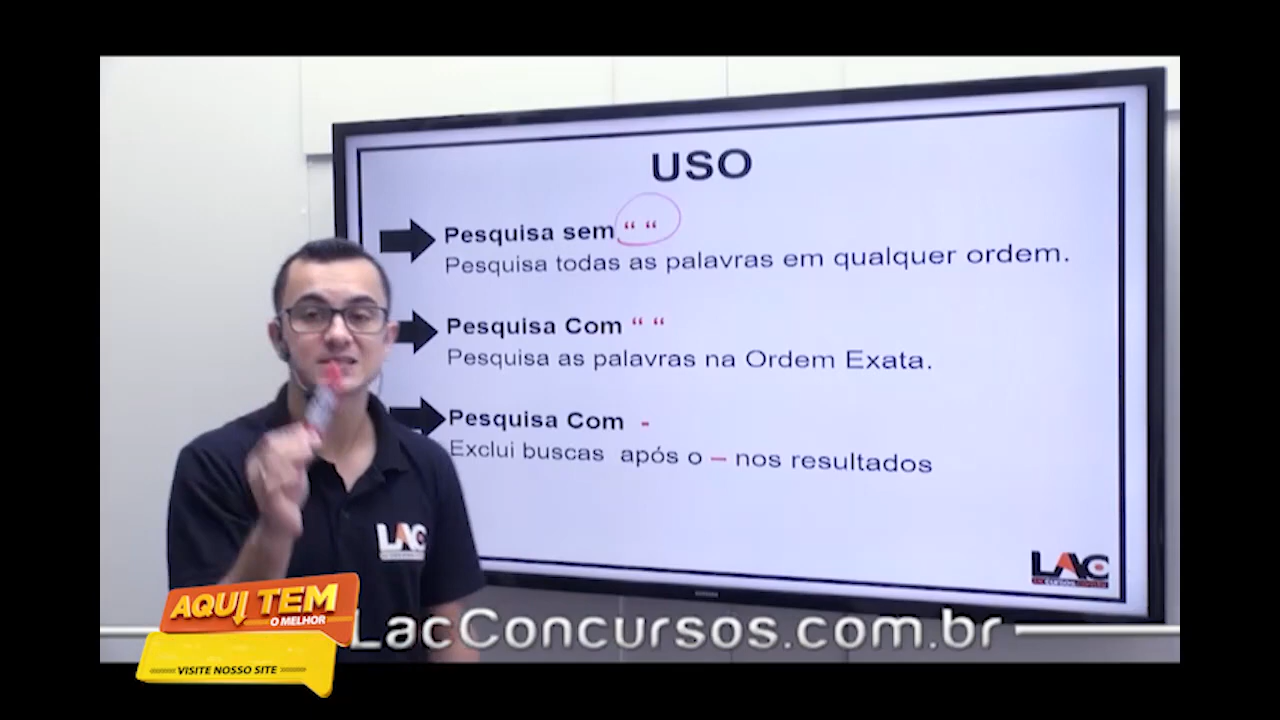 USO
Pesquisa sem “ “
Pesquisa todas as palavras em qualquer ordem.
Pesquisa Com “ “
Pesquisa as palavras na Ordem Exata.
Pesquisa Com -
Exclui buscas após o – nos resultados
LAC
LAC
AQUI TEM
O MELHOR
VISITE NOSSO SITE
LacConcursos.com.br